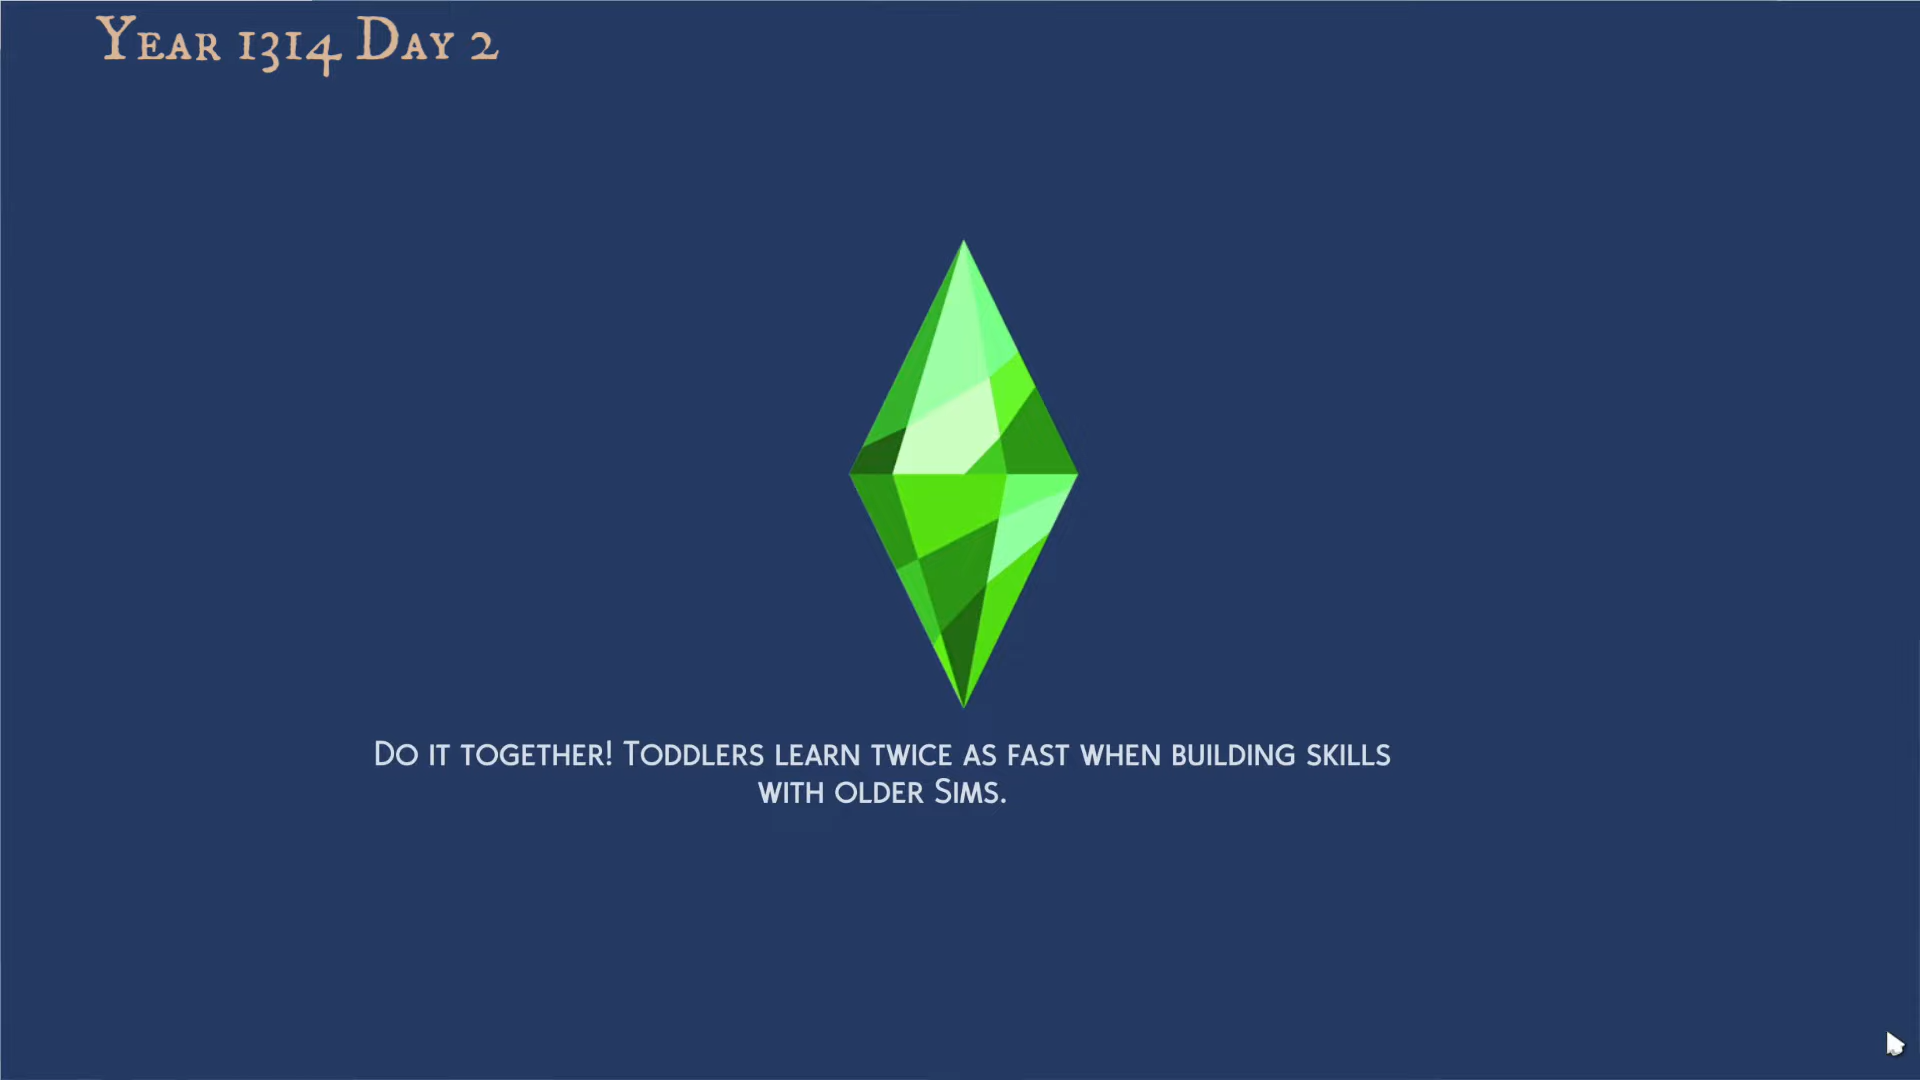 Year 1314 Day 2
Do it together! Toddlers learn twice as fast when building skills
with older Sims.